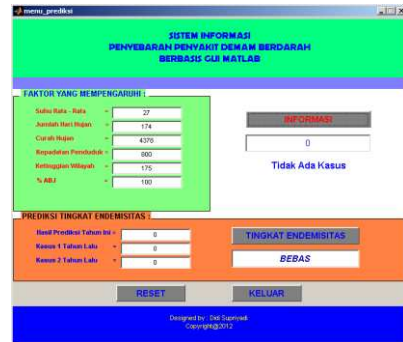 menu_prediksi
SISTEM INFORMASI
PENYEBARAN PENYAKIT DEMAM BERDARAH
BERBASIS GUI MATLAB
FAKTOR YANG MEMPENGARUHI :
Suhu Rata - Rata = 27
Jumlah Hari Hujan = 174
Curah Hujan = 4376
Kepadatan Penduduk = 600
Ketinggian Wilayah = 175
% ABJ = 100
INFORMASI
0
Tidak Ada Kasus
PREDIKSI TINGKAT ENDEMISITAS :
Hasil Prediksi Tahun Ini = 0
Kasus 1 Tahun Lalu = 0
Kasus 2 Tahun Lalu = 0
TINGKAT ENDEMISITAS
BEBAS
RESET
KELUAR
Designed by : Didi Supriyadi
Copyright@2012